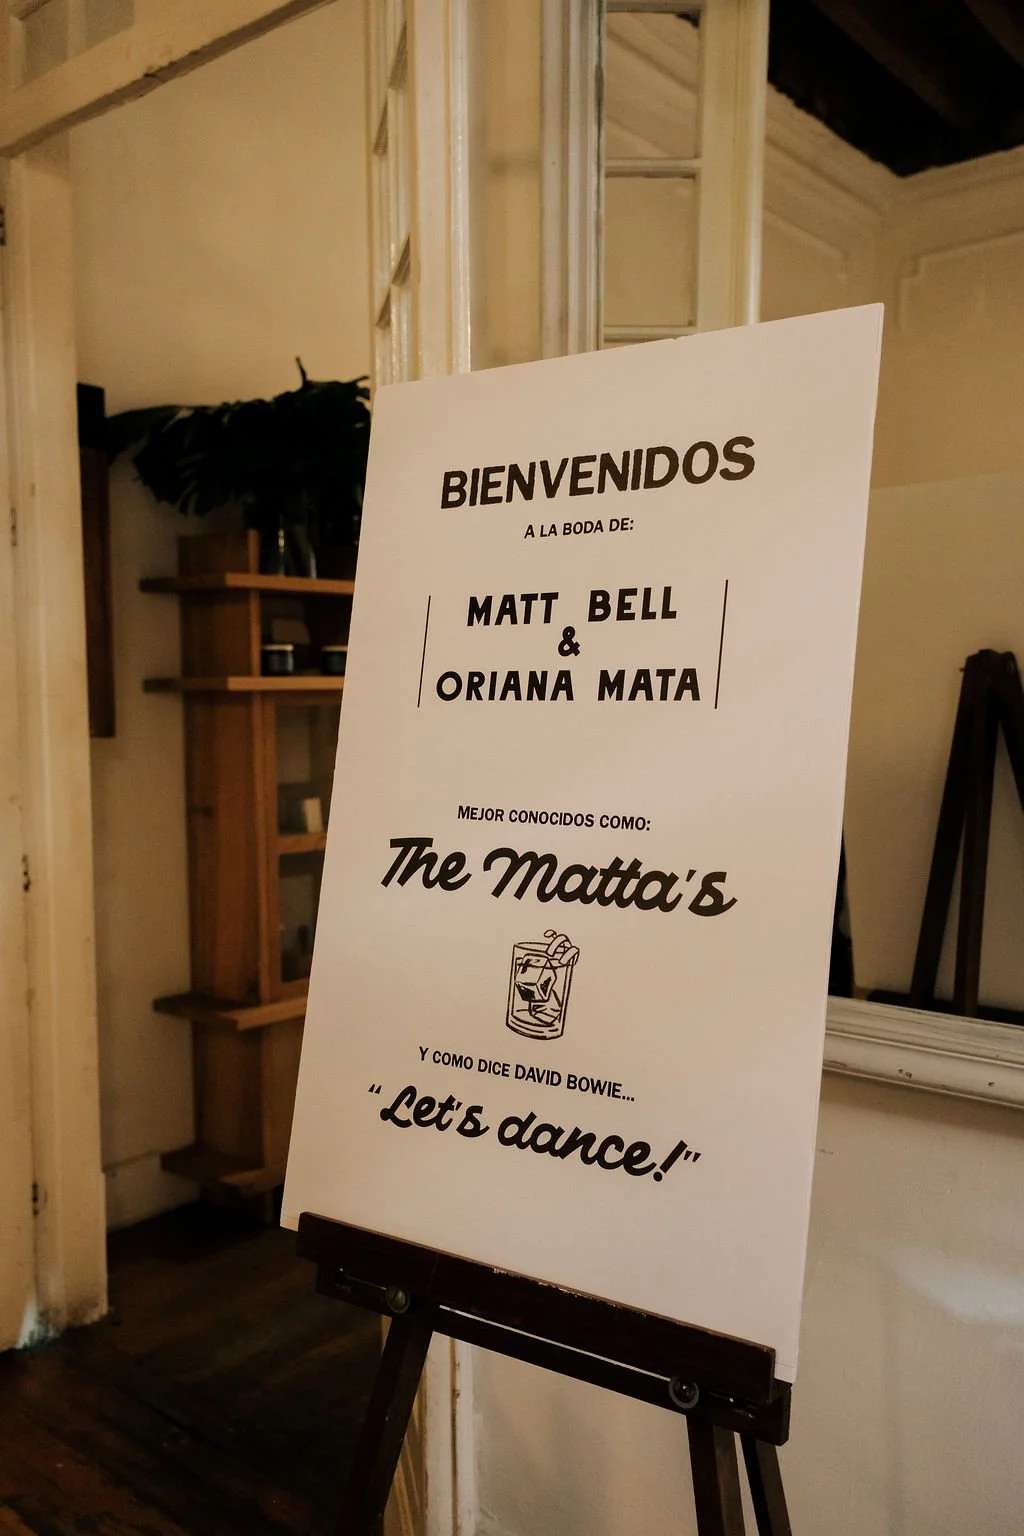 BIENVENIDOS
A LA BODA DE:
MATT BELL
&
ORIANA MATA
MEJOR CONOCIDOS COMO:
The Matta's
Y COMO DICE DAVID BOWIE...
“Let's dance!”